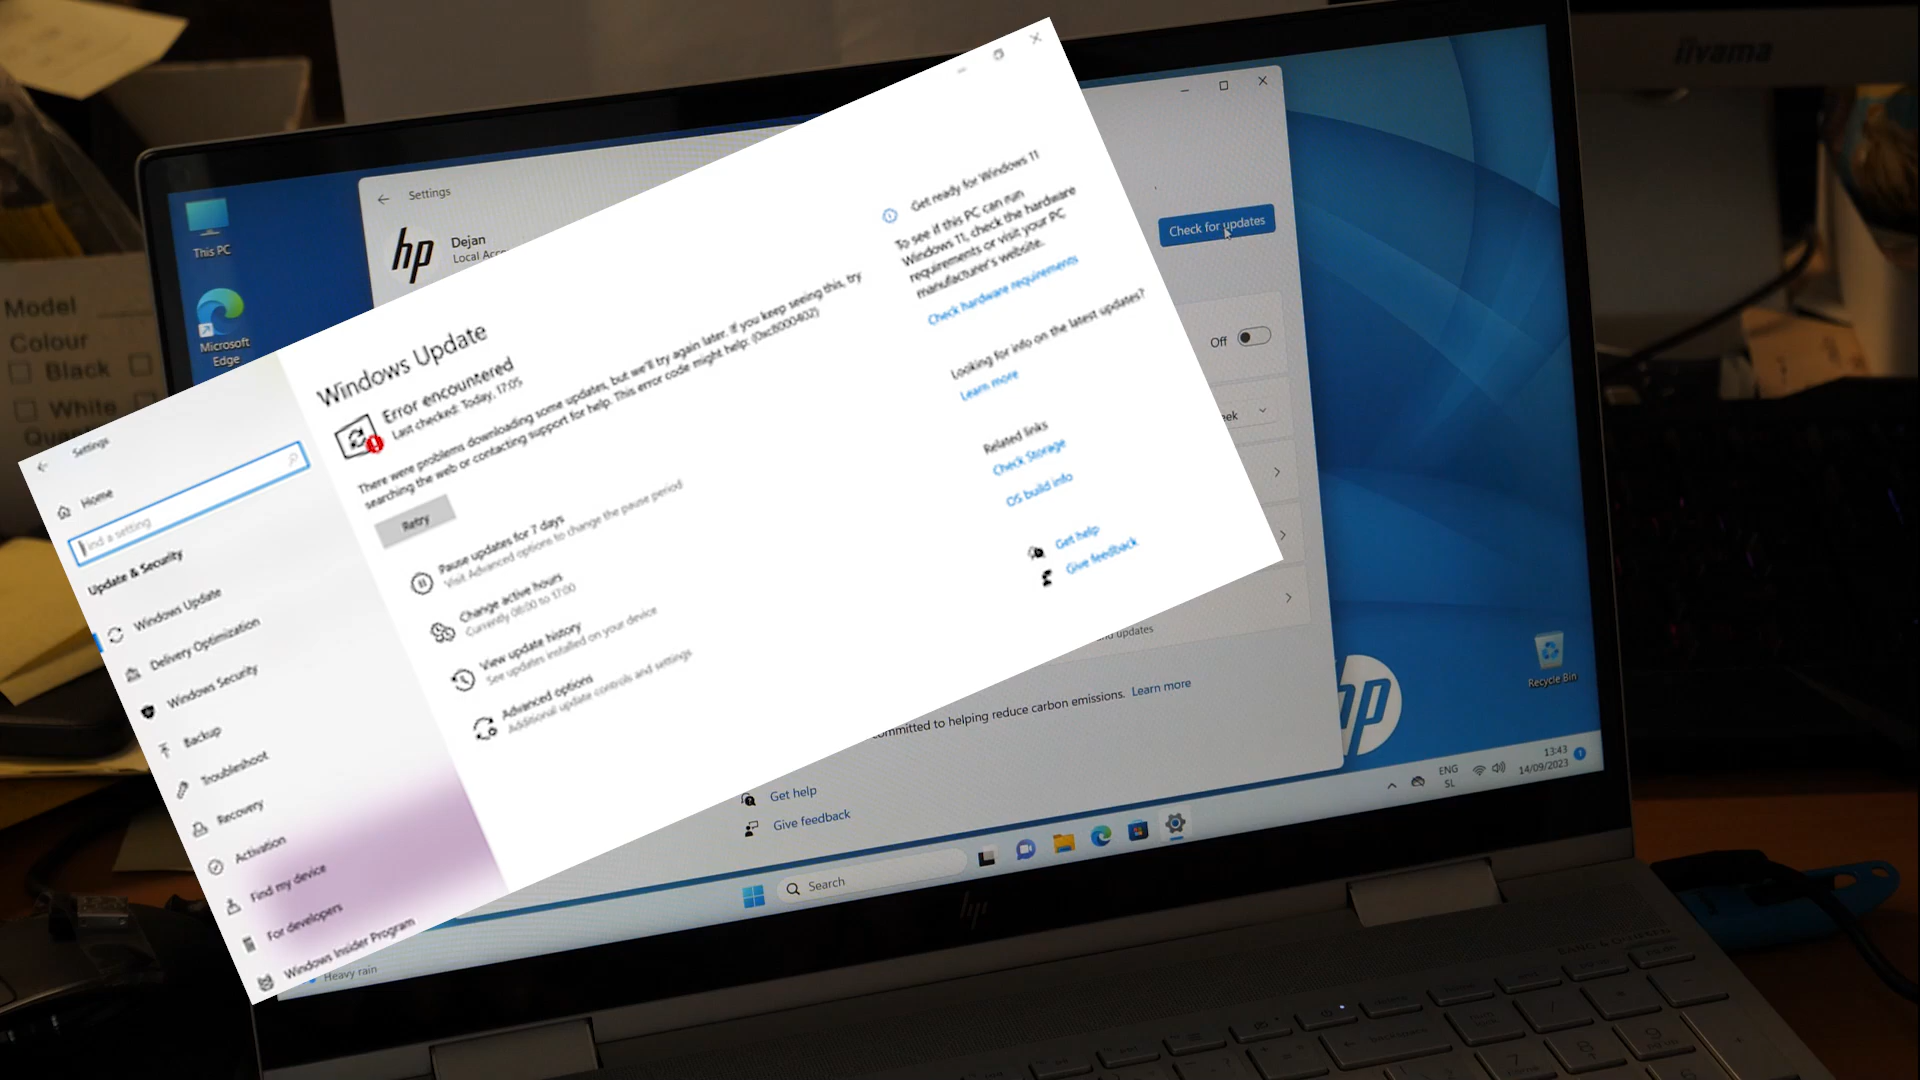 iiyama
Model
Colour
Black
White
This PC
Microsoft
Edge
Settings
hp
Dejan
Check for updates
Off
Learn more
Get help
Give feedback
Search
Heavy rain
ENG
SL
13:43
14/09/2023
Recycle Bin
hp
committed to helping reduce carbon emissions.
Settings
Home
Find a setting
Update & Security
Windows Update
Delivery Optimization
Windows Security
Backup
Troubleshoot
Recovery
Activation
Find my device
For developers
Windows Insider Program
Windows Update
Error encountered
Last checked: Today, 17:05
There were problems downloading some updates, but we'll try again later. If you keep seeing this, try
searching the web or contacting support for help. This error code might help: (0xc8000402)
Retry
Pause updates for 7 days
Visit Advanced options to change the pause period
Change active hours
Currently 08:00 to 17:00
View update history
See updates installed on your device
Advanced options
Additional update controls and settings
Get ready for Windows 11
To see if this PC can run
Windows 11, check the hardware
requirements or visit your PC
manufacturer's website.
Check hardware requirements
Looking for info on the latest updates?
Learn more
Related links
Check Storage
OS build info
Get help
Give feedback